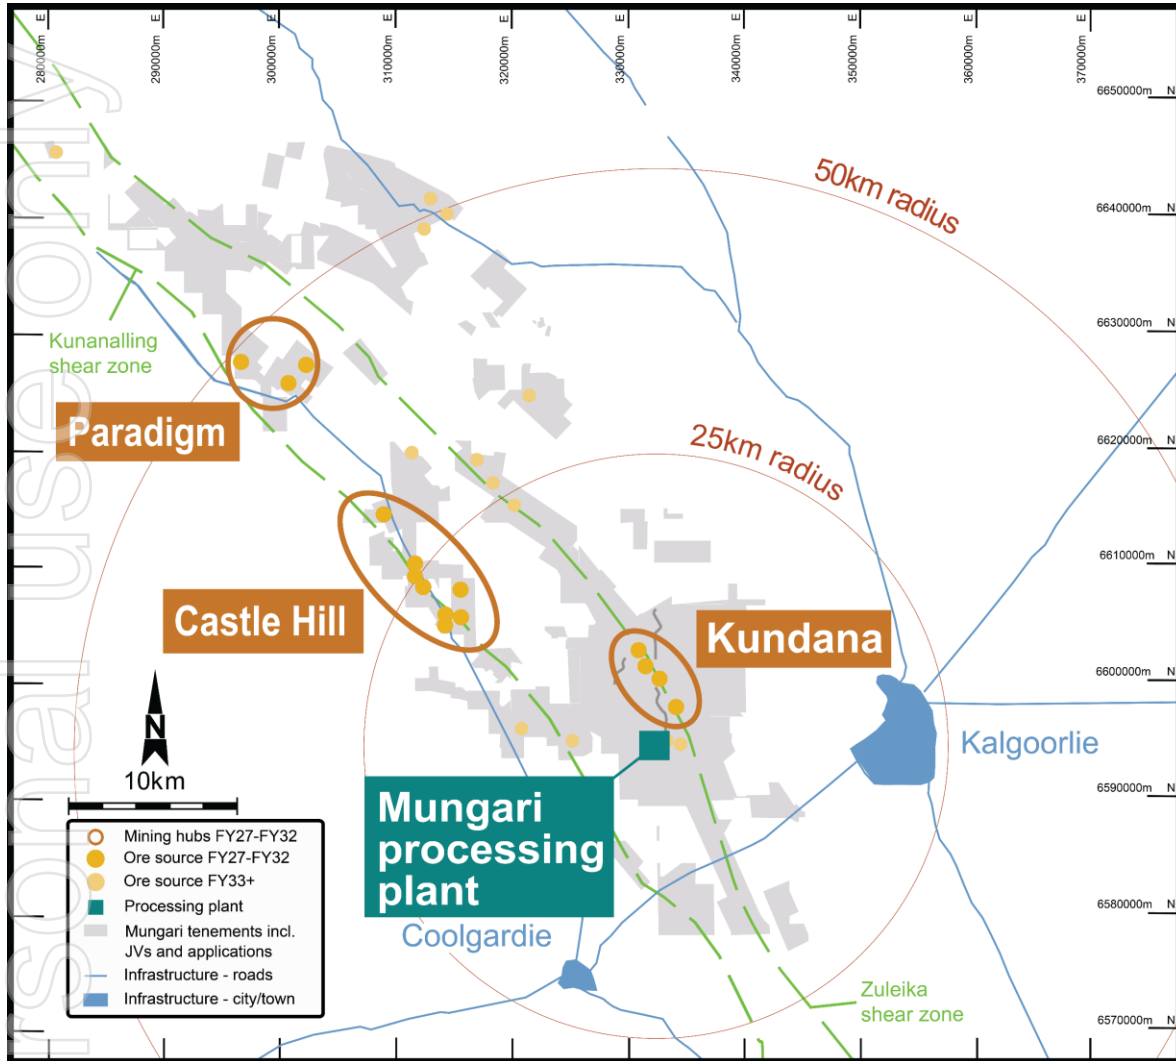 280000m E
290000m E
300000m E
310000m E
320000m E
330000m E
340000m E
350000m E
360000m E
370000m E
6650000m N
6640000m N
6630000m N
6620000m N
6610000m N
6600000m N
6590000m N
6580000m N
6570000m N
50km radius
25km radius
Kunanalling
shear zone
Paradigm
Castle Hill
Kundana
Kalgoorlie
Mungari
processing
plant
Coolgardie
Zuleika
shear zone
N
10km
Mining hubs FY27-FY32
Ore source FY27-FY32
Ore source FY33+
Processing plant
Mungari tenements incl.
JVs and applications
Infrastructure - roads
Infrastructure - city/town
rsonal use only